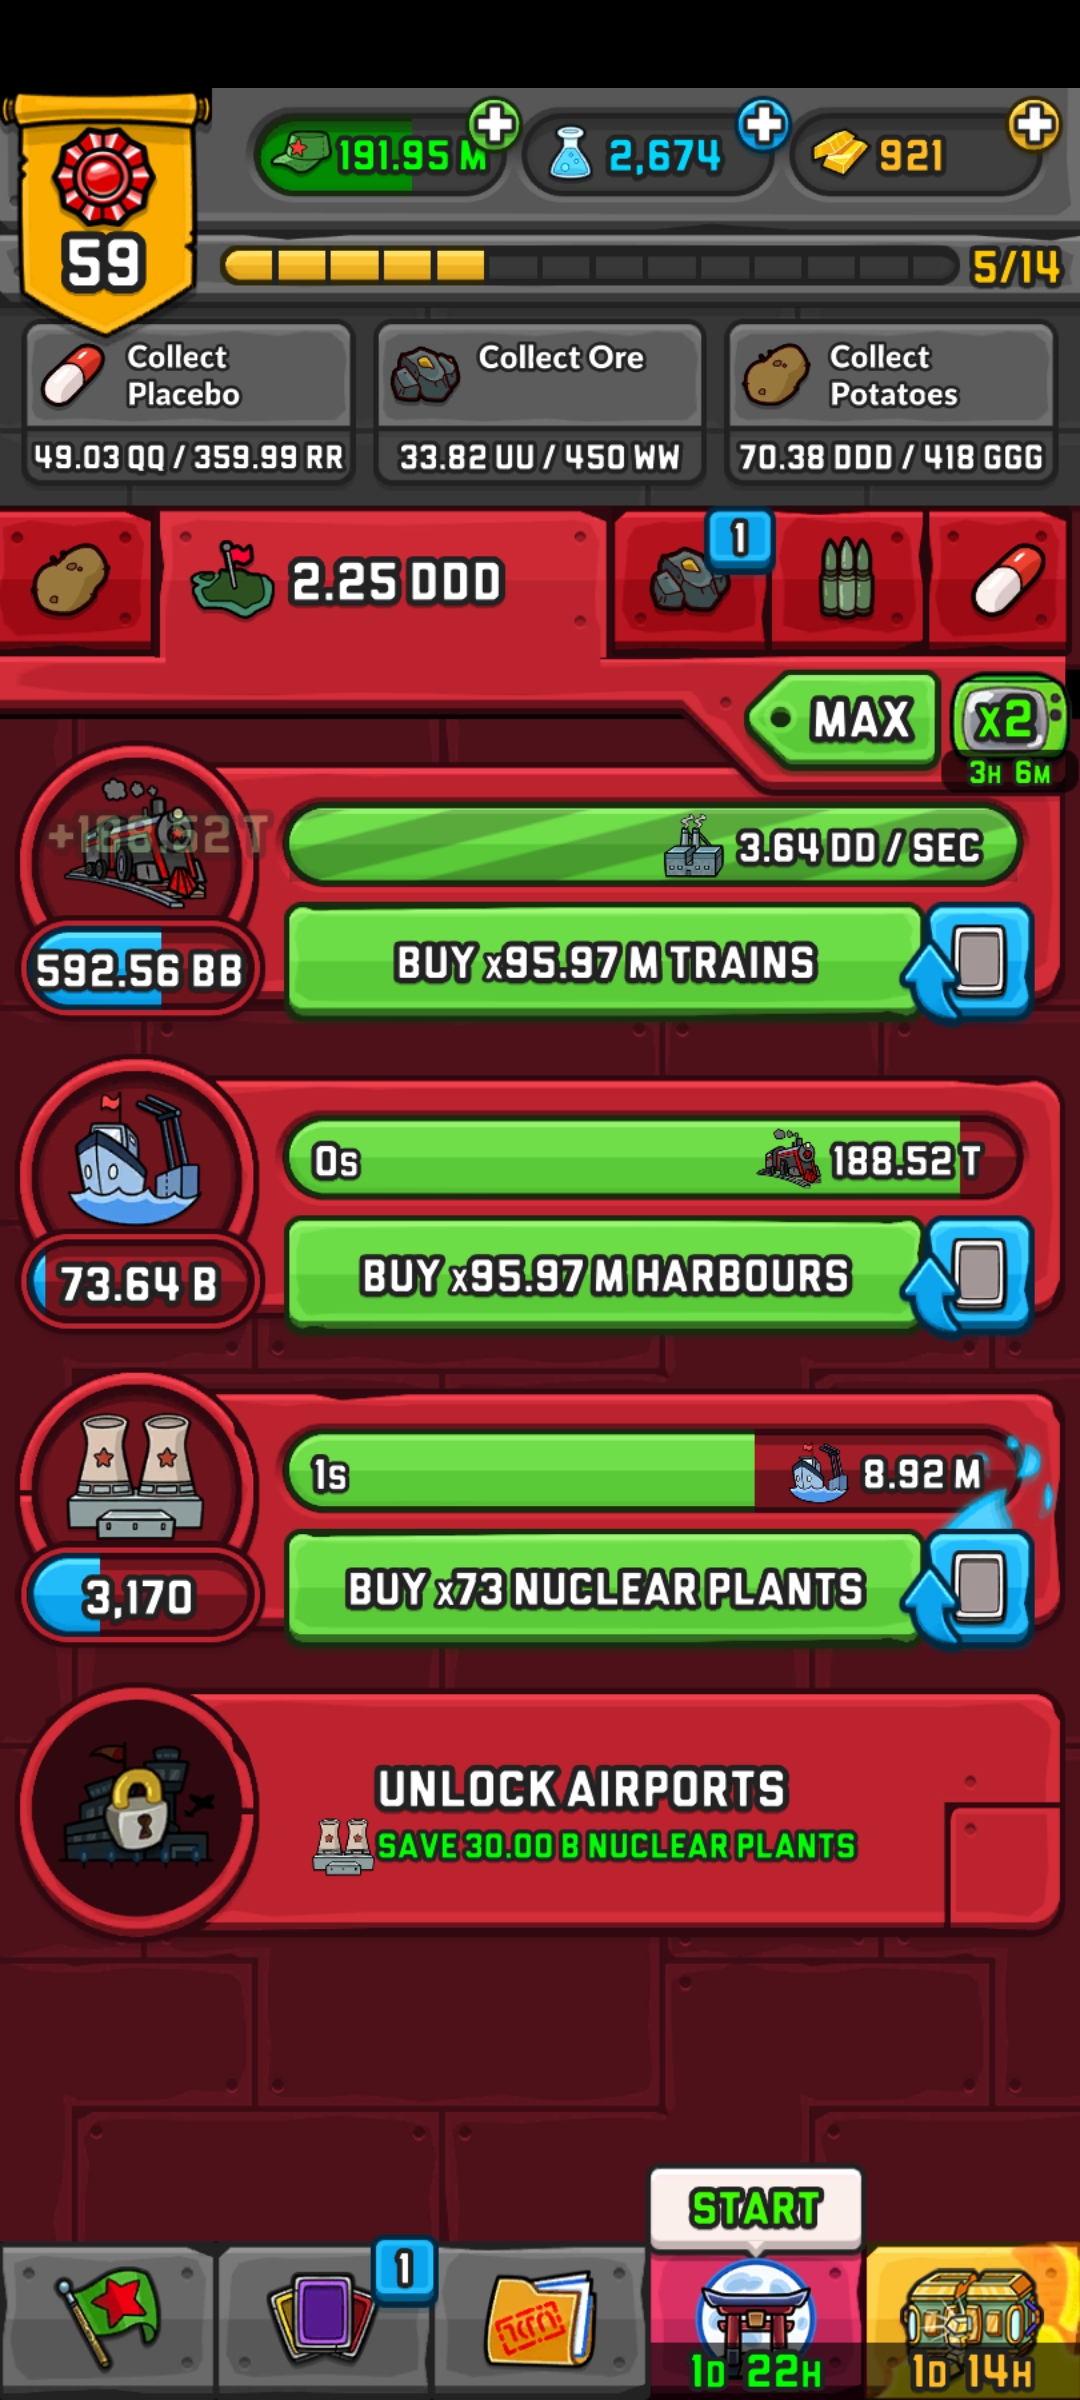 191.95 M
2,674
921
59
5/14
Collect
Placebo
49.03 QQ / 359.99 RR
Collect Ore
33.82 UU / 450 WW
Collect
Potatoes
70.38 DDD / 418 GGG
2.25 DDD
1
MAX
x2
3H 6M
+188.52 T
3.64 DD / SEC
592.56 BB
BUY x95.97 M TRAINS
0s
188.52 T
73.64 B
BUY x95.97 M HARBOURS
1s
8.92 M
3,170
BUY x73 NUCLEAR PLANTS
UNLOCK AIRPORTS
SAVE 30.00 B NUCLEAR PLANTS
START
1
1D 22H
1D 14H